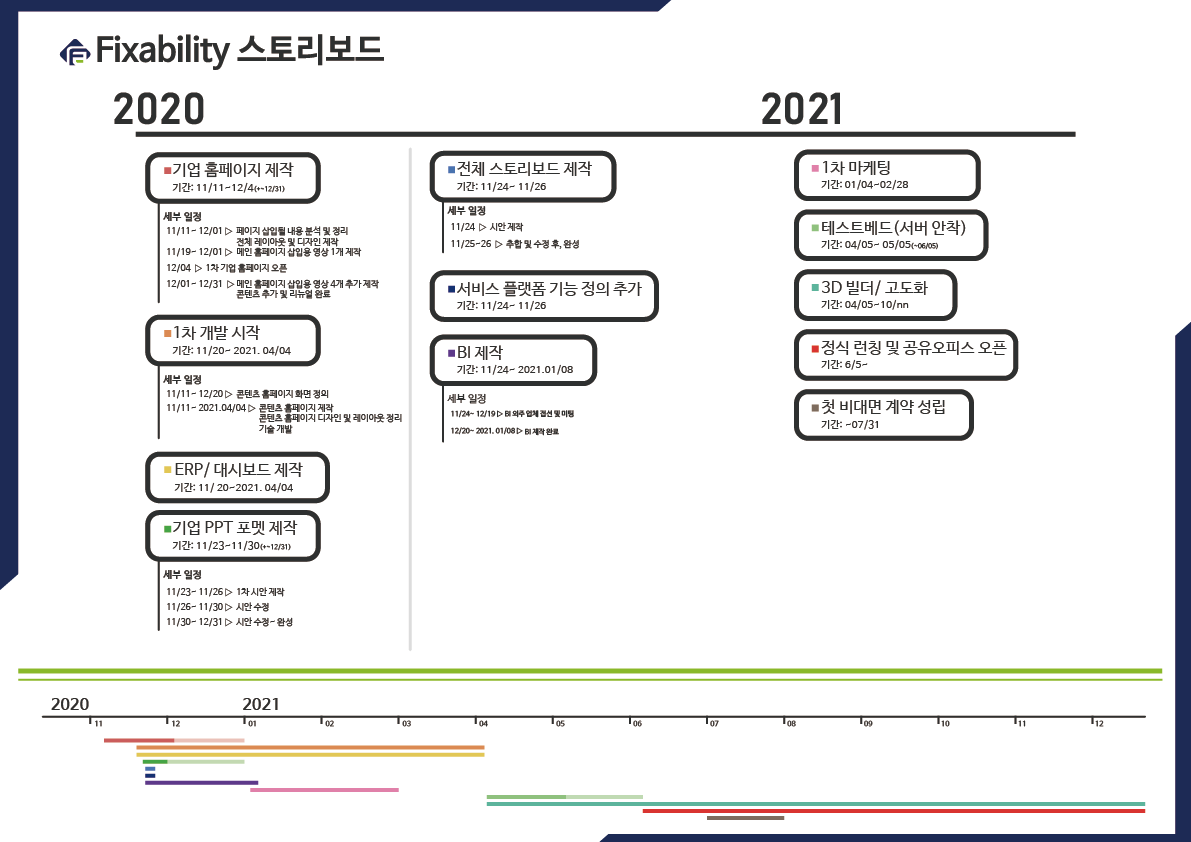 Fixability 스토리보드
2020
2021
기업 홈페이지 제작
기간: 11/11~12/4(+~12/31)
세부 일정
11/11~ 12/01 ▷ 페이지 삽입될 내용 분석 및 정리
전체 레이아웃 및 디자인 제작
11/19~ 12/01 ▷ 메인 홈페이지 삽입용 영상 1개 제작
12/04 ▷ 1차 기업 홈페이지 오픈
12/01~ 12/31 ▷ 메인 홈페이지 삽입용 영상 4개 추가 제작
콘텐츠 추가 및 리뉴얼 완료
1차 개발 시작
기간: 11/20~ 2021. 04/04
세부 일정
11/11~ 12/20 ▷ 콘텐츠 홈페이지 화면 정의
11/11~ 2021.04/04 ▷ 콘텐츠 홈페이지 제작
콘텐츠 홈페이지 디자인 및 레이아웃 정리
기술 개발
ERP/ 대시보드 제작
기간: 11/ 20~2021. 04/04
기업 PPT 포멧 제작
기간: 11/23~11/30(+~12/31)
세부 일정
11/23~ 11/26 ▷ 1차 시안 제작
11/26~ 11/30 ▷ 시안 수정
11/30~ 12/31 ▷ 시안 수정~ 완성
전체 스토리보드 제작
기간: 11/24~ 11/26
세부 일정
11/24 ▷ 시안 제작
11/25~26 ▷ 취합 및 수정 후, 완성
서비스 플랫폼 기능 정의 추가
기간: 11/24~ 11/26
BI 제작
기간: 11/24~ 2021.01/08
세부 일정
11/24~ 12/19 ▷ BI 외주 업체 컨선 및 미팅
12/20~ 2021. 01/08 ▷ BI 제작 완료
1차 마케팅
기간: 01/04~02/28
테스트베드(서버 안착)
기간: 04/05~ 05/05(~06/05)
3D 빌더/ 고도화
기간: 04/05~10/nn
정식 런칭 및 공유오피스 오픈
기간: 6/5~
첫 비대면 계약 성립
기간: ~07/31
2020
2021
11 12 01 02 03 04 05 06 07 08 09 10 11 12